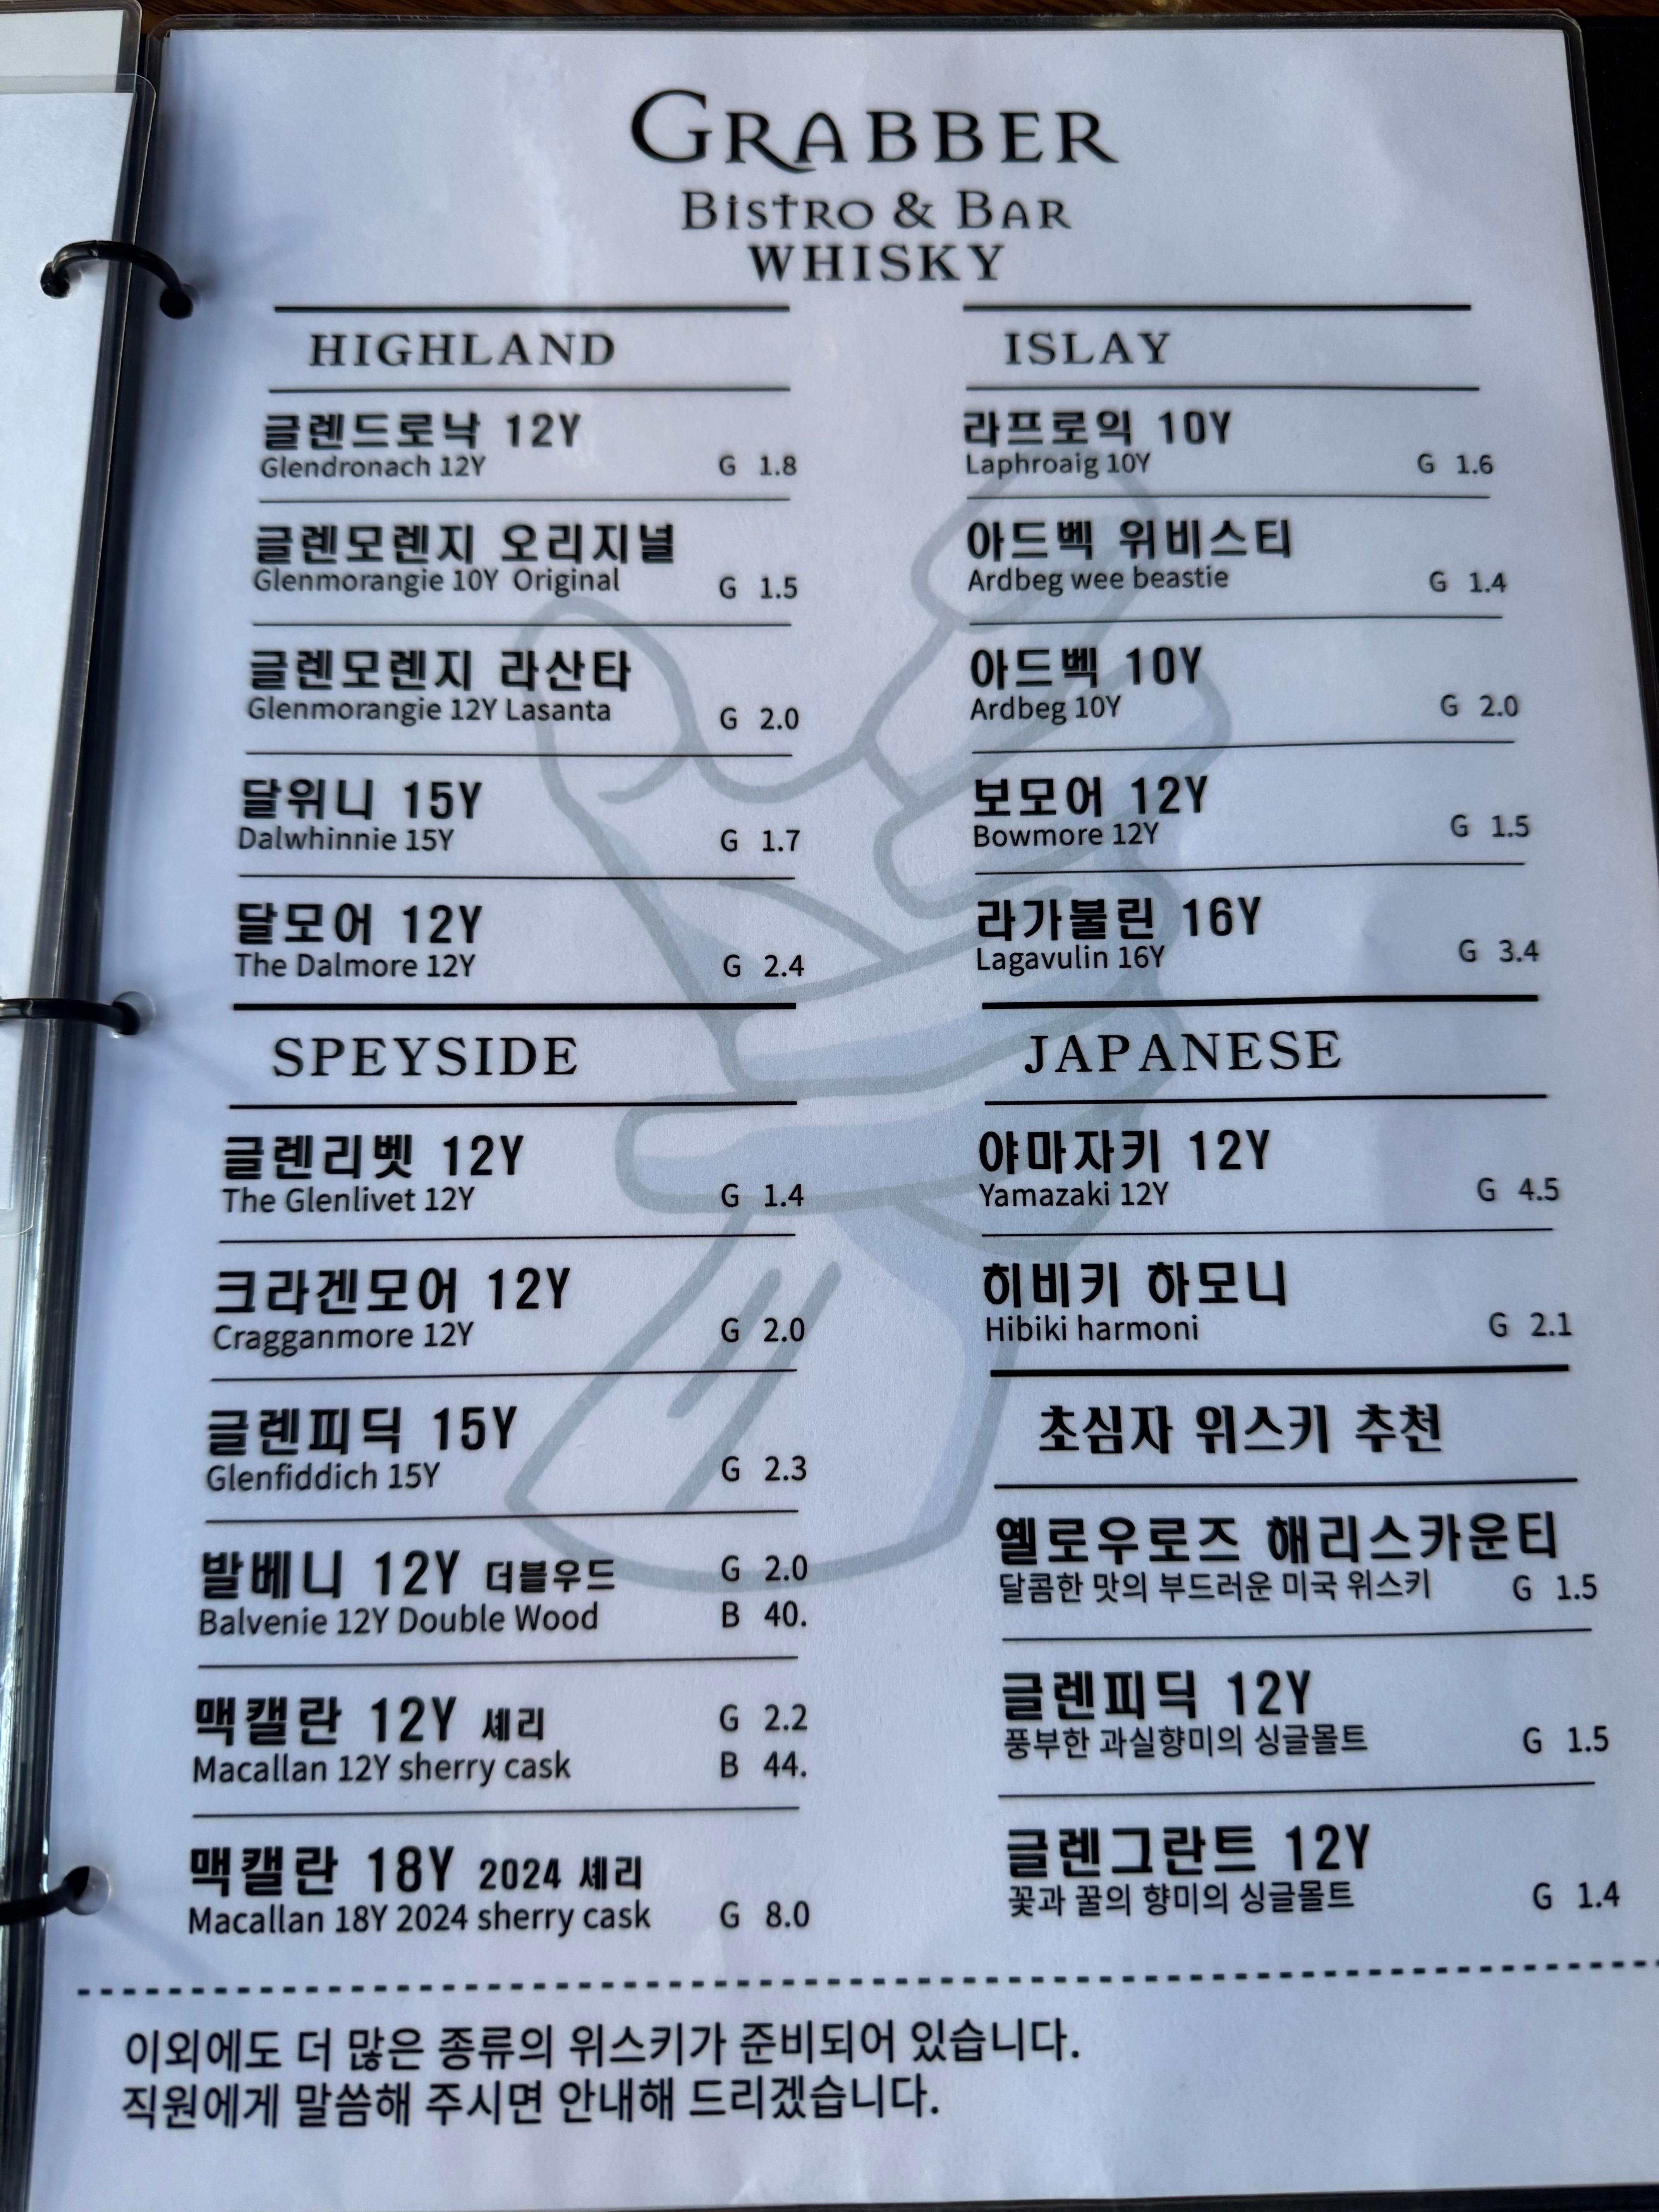 GRABBER
BISTRO & BAR
WHISKY
HIGHLAND
글렌드로낙 12Y
Glendronach 12Y G 1.8
글렌모렌지 오리지널
Glenmorangie 10Y Original G 1.5
글렌모렌지 라산타
Glenmorangie 12Y Lasanta G 2.0
달위니 15Y
Dalwhinnie 15Y G 1.7
달모어 12Y
The Dalmore 12Y G 2.4
SPEYSIDE
글렌리벳 12Y
The Glenlivet 12Y G 1.4
크라겐모어 12Y
Cragganmore 12Y G 2.0
글렌피딕 15Y
Glenfiddich 15Y G 2.3
발베니 12Y 더블우드 G 2.0
Balvenie 12Y Double Wood B 40.
맥캘란 12Y 셰리 G 2.2
Macallan 12Y sherry cask B 44.
맥캘란 18Y 2024 셰리
Macallan 18Y 2024 sherry cask G 8.0
ISLAY
라프로익 10Y
Laphroaig 10Y G 1.6
아드벡 위비스티
Ardbeg wee beastie G 1.4
아드벡 10Y
Ardbeg 10Y G 2.0
보모어 12Y
Bowmore 12Y G 1.5
라가불린 16Y
Lagavulin 16Y G 3.4
JAPANESE
야마자키 12Y
Yamazaki 12Y G 4.5
히비키 하모니
Hibiki harmoni G 2.1
초심자 위스키 추천
옐로우로즈 해리스카운티
달콤한 맛의 부드러운 미국 위스키 G 1.5
글렌피딕 12Y
풍부한 과실향미의 싱글몰트 G 1.5
글렌그란트 12Y
꽃과 꿀의 향미의 싱글몰트 G 1.4
이외에도 더 많은 종류의 위스키가 준비되어 있습니다.
직원에게 말씀해 주시면 안내해 드리겠습니다.